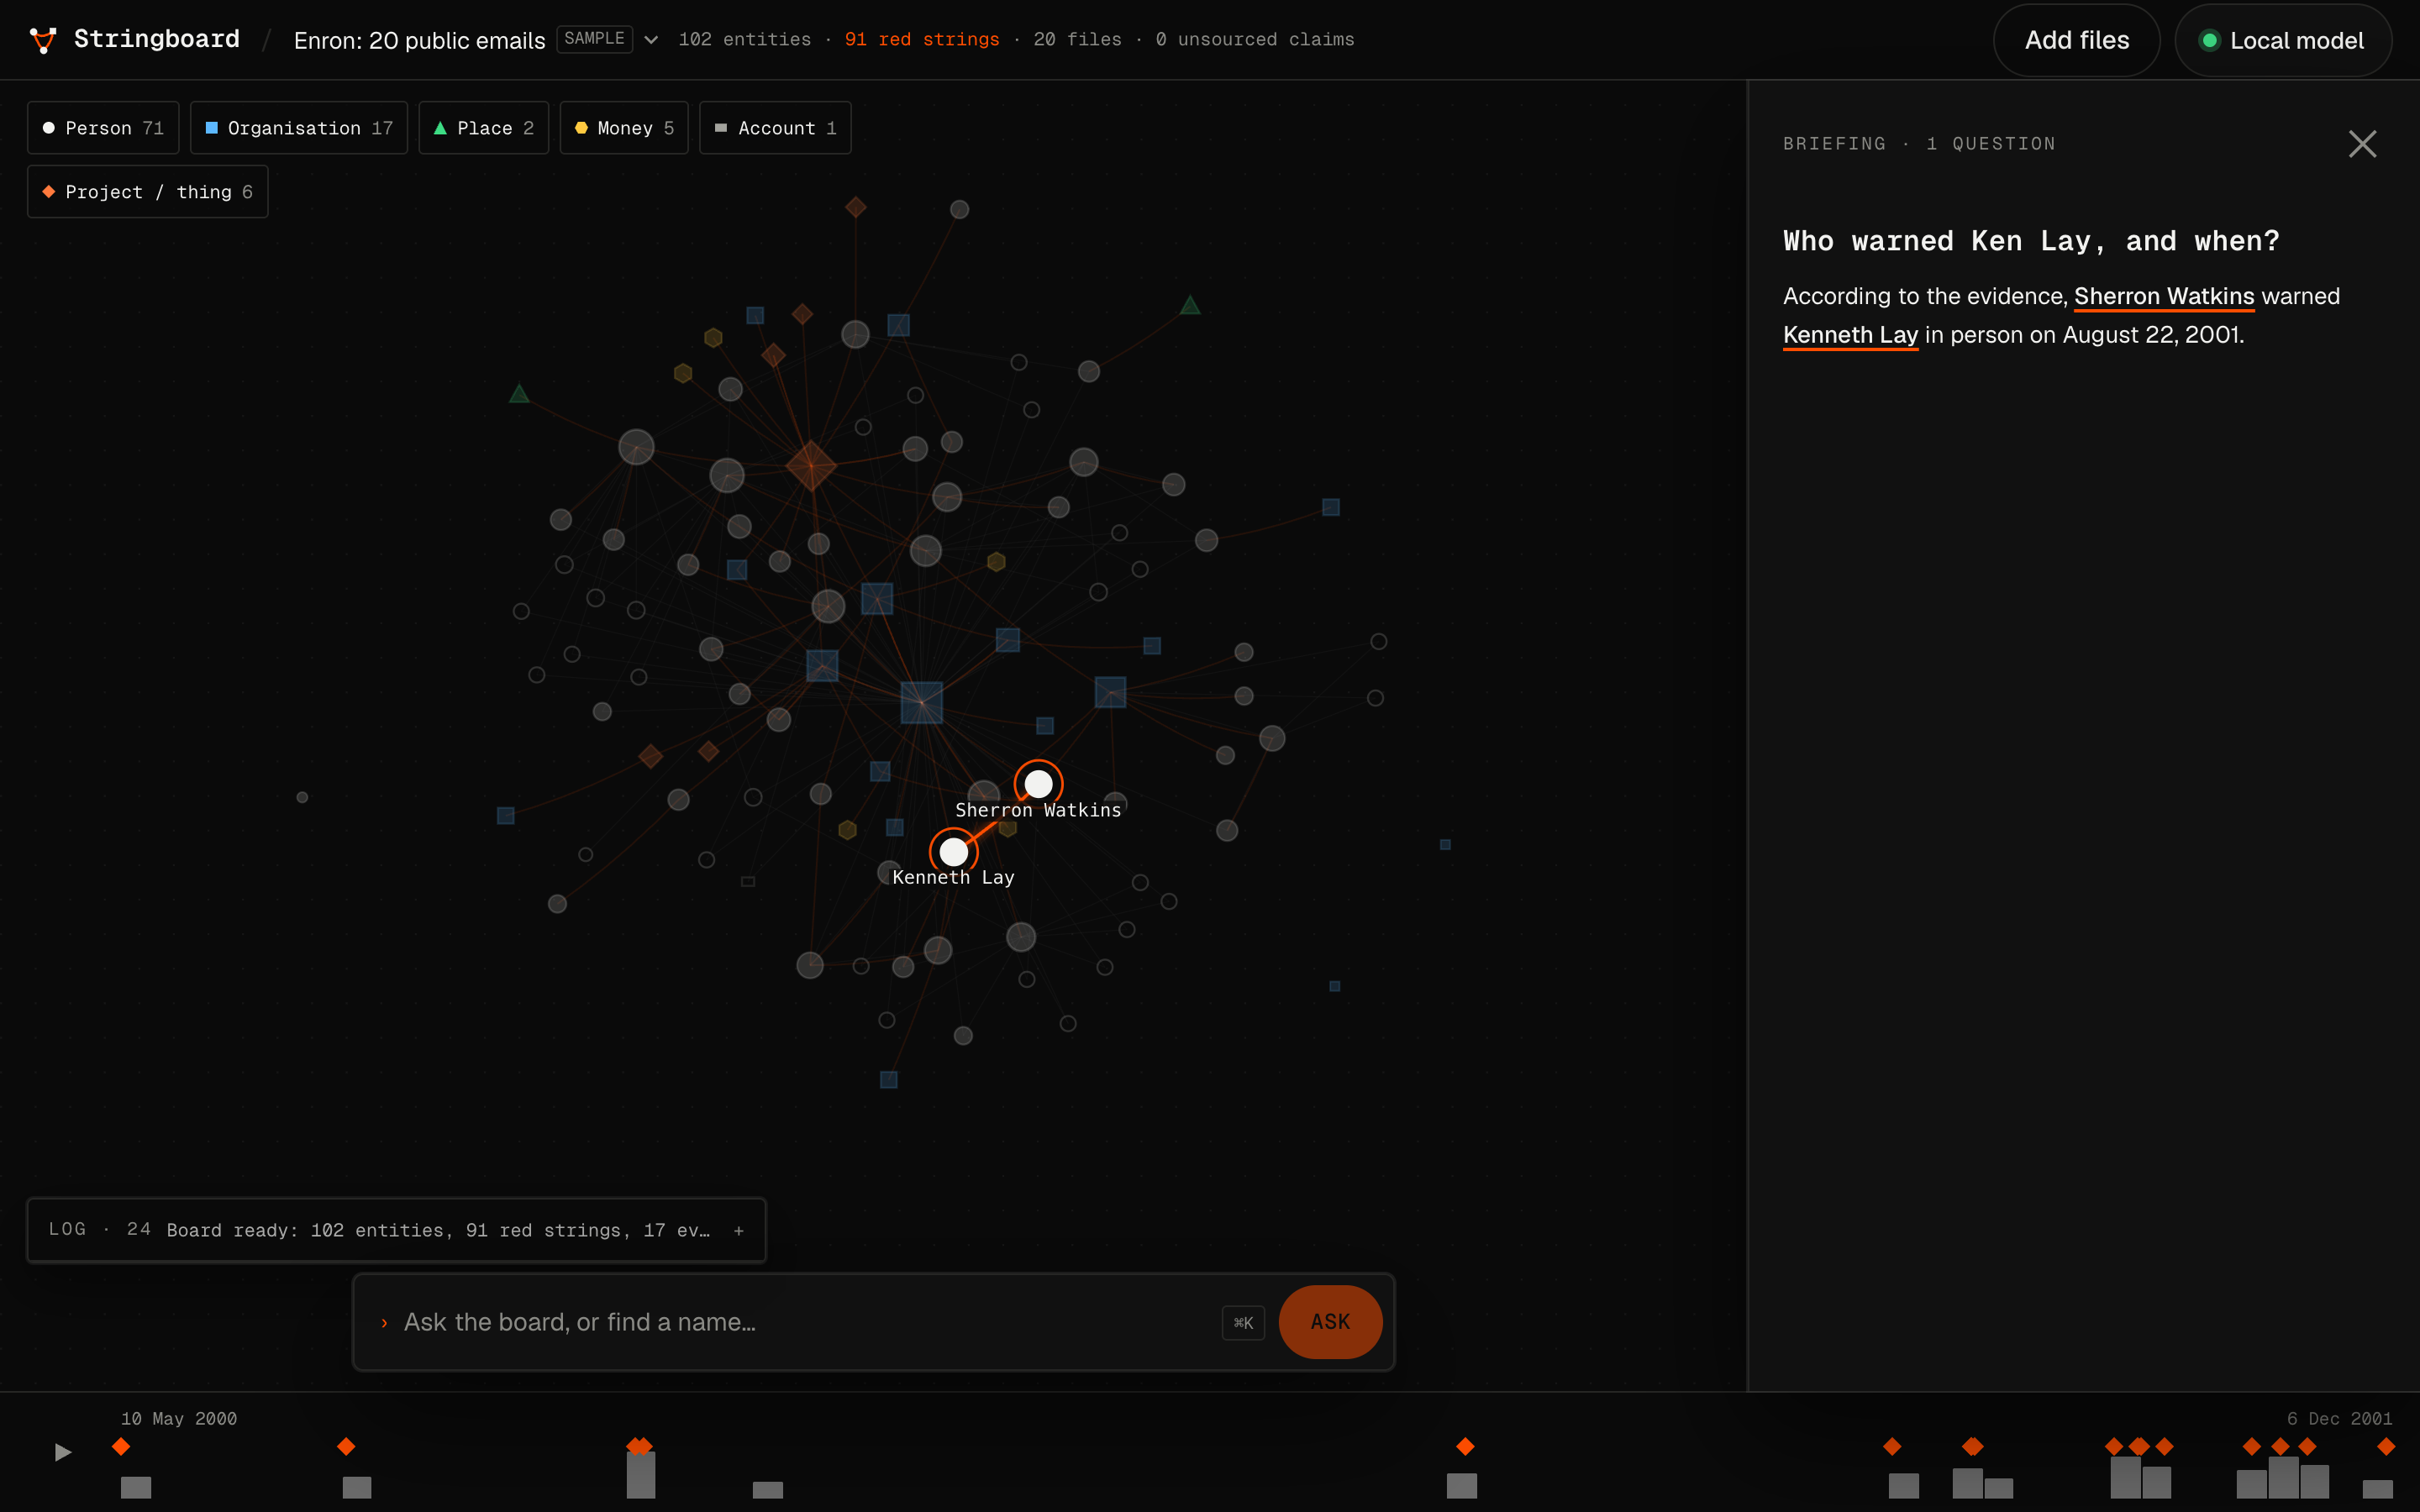 Stringboard / Enron: 20 public emails SAMPLE 102 entities · 91 red strings · 20 files · 0 unsourced claims Add files Local model
Person 71 Organisation 17 Place 2 Money 5 Account 1
Project / thing 6
BRIEFING · 1 QUESTION
Who warned Ken Lay, and when?
According to the evidence, Sherron Watkins warned
Kenneth Lay in person on August 22, 2001.
Sherron Watkins
Kenneth Lay
LOG · 24 Board ready: 102 entities, 91 red strings, 17 ev… +
› Ask the board, or find a name… ⌘K ASK
10 May 2000 6 Dec 2001